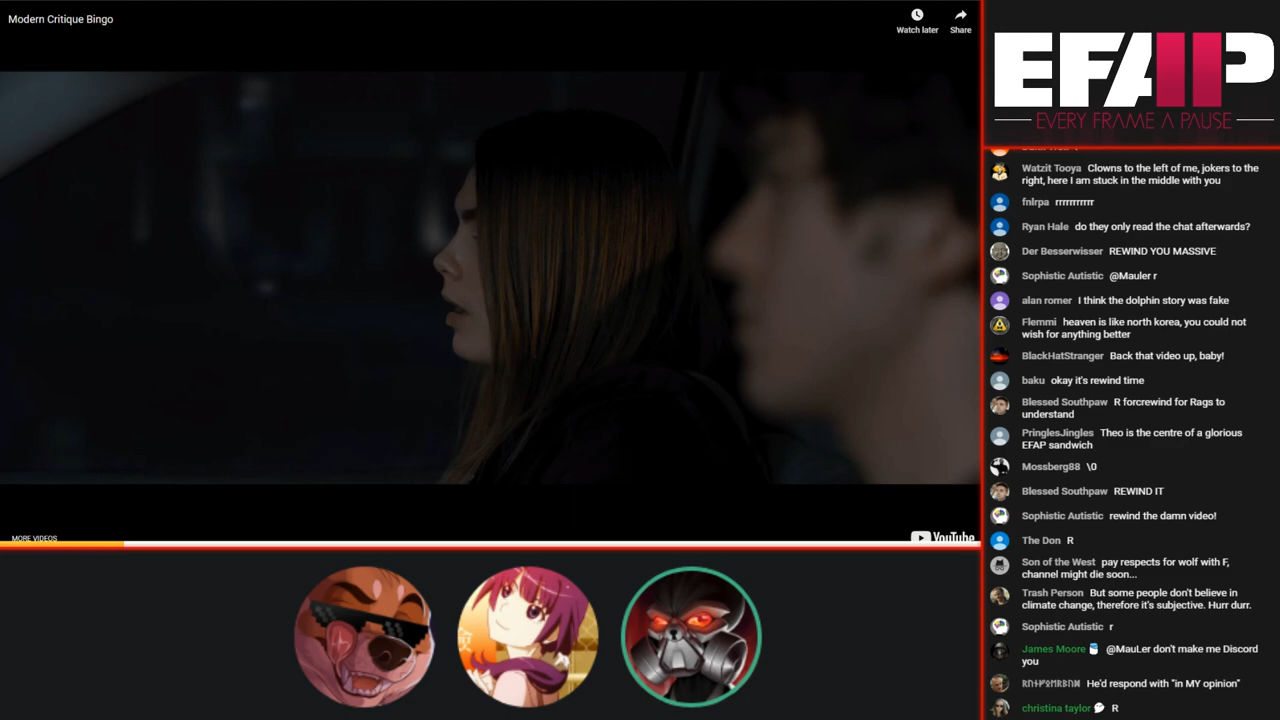 Modern Critique Bingo
Watch later
Share
MORE VIDEOS
YouTube
EFAP
EVERY FRAME A PAUSE
Watzit Tooya Clowns to the left of me, jokers to the
right, here I am stuck in the middle with you
fnlrpa rrrrrrrrrr
Ryan Hale do they only read the chat afterwards?
Der Besserwisser REWIND YOU MASSIVE
Sophistic Autistic @Mauler r
alan romer I think the dolphin story was fake
Flemmi heaven is like north korea, you could not
wish for anything better
BlackHatStranger Back that video up, baby!
baku okay it's rewind time
Blessed Southpaw R forcrewind for Rags to
understand
PringlesJingles Theo is the centre of a glorious
EFAP sandwich
Mossberg88 \0
Blessed Southpaw REWIND IT
Sophistic Autistic rewind the damn video!
The Don R
Son of the West pay respects for wolf with F,
channel might die soon...
Trash Person But some people don't believe in
climate change, therefore it's subjective. Hurr durr.
Sophistic Autistic r
James Moore @MauLer don't make me Discord
you
He'd respond with "in MY opinion"
christina taylor R